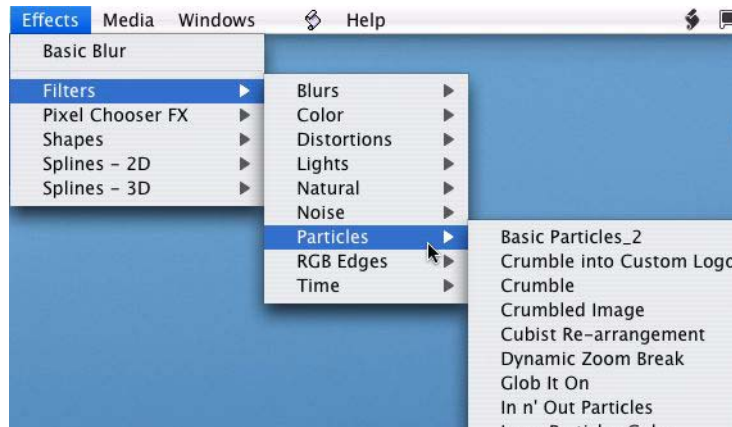 Effects Media Windows Help
Basic Blur
Filters
Pixel Chooser FX
Shapes
Splines – 2D
Splines – 3D
Blurs
Color
Distortions
Lights
Natural
Noise
Particles
RGB Edges
Time
Basic Particles_2
Crumble into Custom Logo
Crumble
Crumbled Image
Cubist Re–arrangement
Dynamic Zoom Break
Glob It On
In n' Out Particles